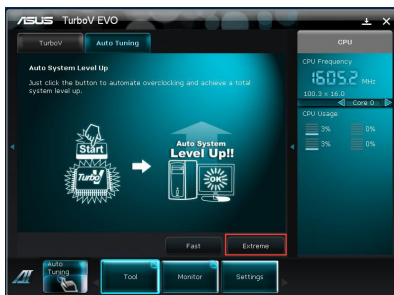 ASUS TurboV EVO
TurboV
Auto Tuning
CPU
Auto System Level Up
Just click the button to automate overclocking and achieve a total
system level up.
CPU Frequency
1605.2 MHz
100.3 x 16.0
Core 0
CPU Usage:
3%
0%
3%
0%
Start
Turbo
Auto System
Level Up!!
OK
Fast
Extreme
Auto
Tuning
Tool
Monitor
Settings